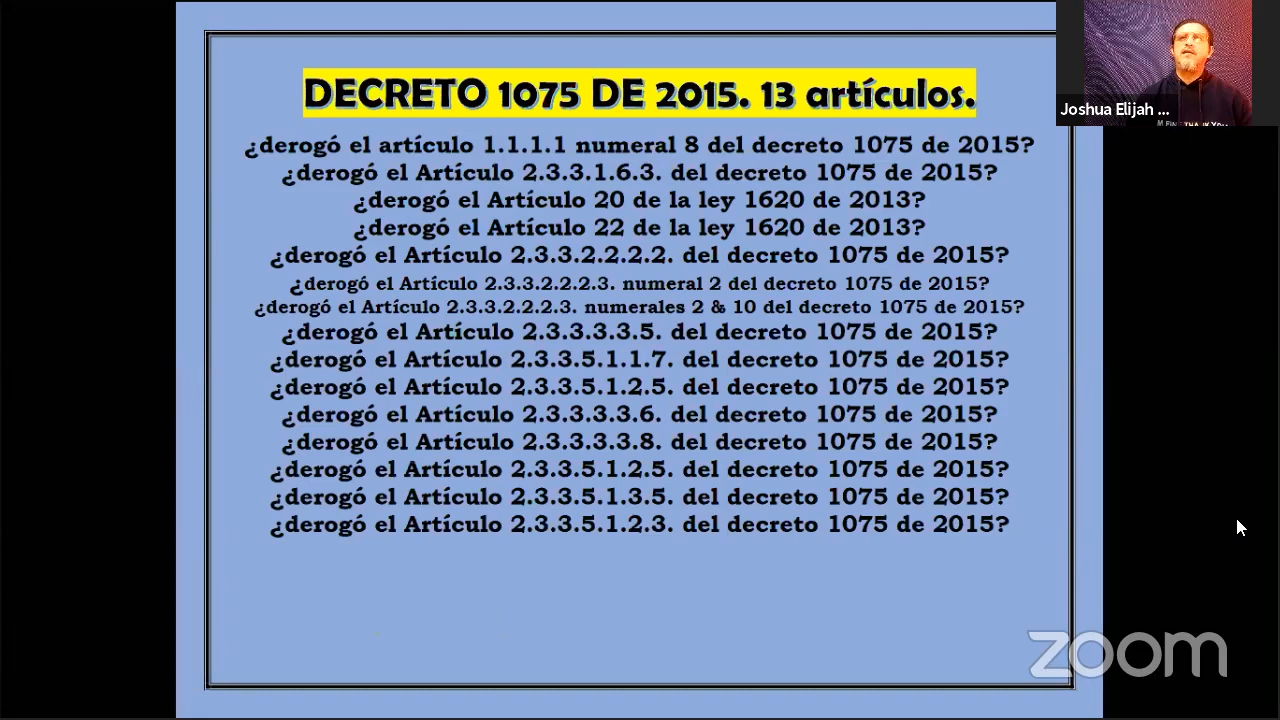 DECRETO 1075 DE 2015. 13 artículos.
¿derogó el artículo 1.1.1.1 numeral 8 del decreto 1075 de 2015?
¿derogó el Artículo 2.3.3.1.6.3. del decreto 1075 de 2015?
¿derogó el Artículo 20 de la ley 1620 de 2013?
¿derogó el Artículo 22 de la ley 1620 de 2013?
¿derogó el Artículo 2.3.3.2.2.2.2. del decreto 1075 de 2015?
¿derogó el Artículo 2.3.3.2.2.2.3. numeral 2 del decreto 1075 de 2015?
¿derogó el Artículo 2.3.3.2.2.2.3. numerales 2 & 10 del decreto 1075 de 2015?
¿derogó el Artículo 2.3.3.3.3.5. del decreto 1075 de 2015?
¿derogó el Artículo 2.3.3.5.1.1.7. del decreto 1075 de 2015?
¿derogó el Artículo 2.3.3.5.1.2.5. del decreto 1075 de 2015?
¿derogó el Artículo 2.3.3.3.3.6. del decreto 1075 de 2015?
¿derogó el Artículo 2.3.3.3.3.8. del decreto 1075 de 2015?
¿derogó el Artículo 2.3.3.5.1.2.5. del decreto 1075 de 2015?
¿derogó el Artículo 2.3.3.5.1.3.5. del decreto 1075 de 2015?
¿derogó el Artículo 2.3.3.5.1.2.3. del decreto 1075 de 2015?
Joshua Elijah ...
THANK YOU
zoom